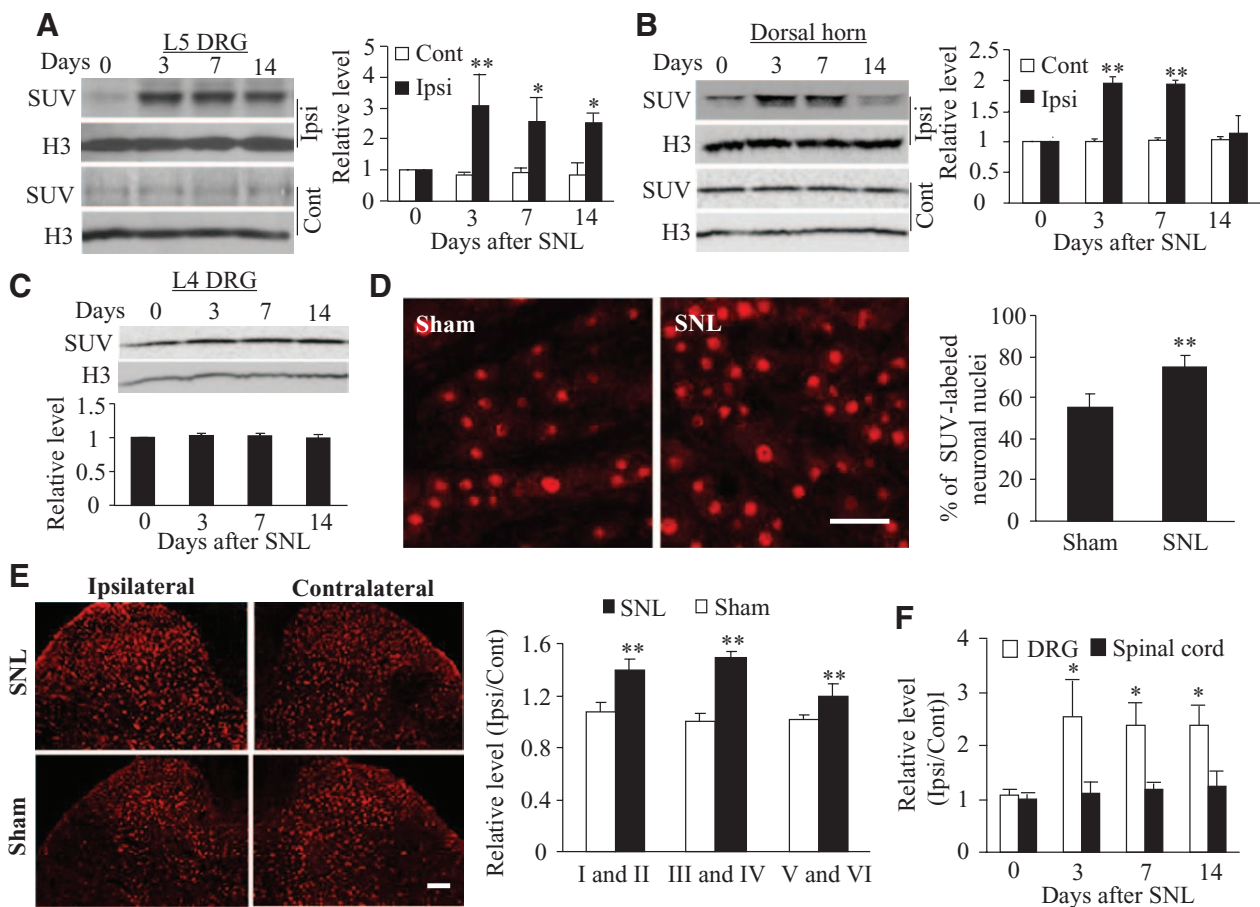 A
L5 DRG
Days 0 3 7 14
SUV
H3
Ipsi
SUV
H3
Cont
Relative level
5
4
3
2
1
0
Cont
Ipsi
** * *
0 3 7 14
Days after SNL
B
Dorsal horn
Days 0 3 7 14
SUV
H3
Ipsi
SUV
H3
Cont
Relative level
2.5
2
1.5
1
0.5
0
Cont
Ipsi
** **
0 3 7 14
Days after SNL
C
L4 DRG
Days 0 3 7 14
SUV
H3
Relative level
1.5
1
0.5
0
0 3 7 14
Days after SNL
D
Sham
SNL
% of SUV-labeled
neuronal nuclei
100
80
60
40
20
0
**
Sham SNL
E
Ipsilateral Contralateral
SNL
Sham
SNL Sham
Relative level (Ipsi/Cont)
1.6
1.2
0.8
0.4
0
** ** **
I and II III and IV V and VI
F
DRG Spinal cord
Relative level
(Ipsi/Cont)]
4
3
2
1
0
* * *
0 3 7 14
Days after SNL